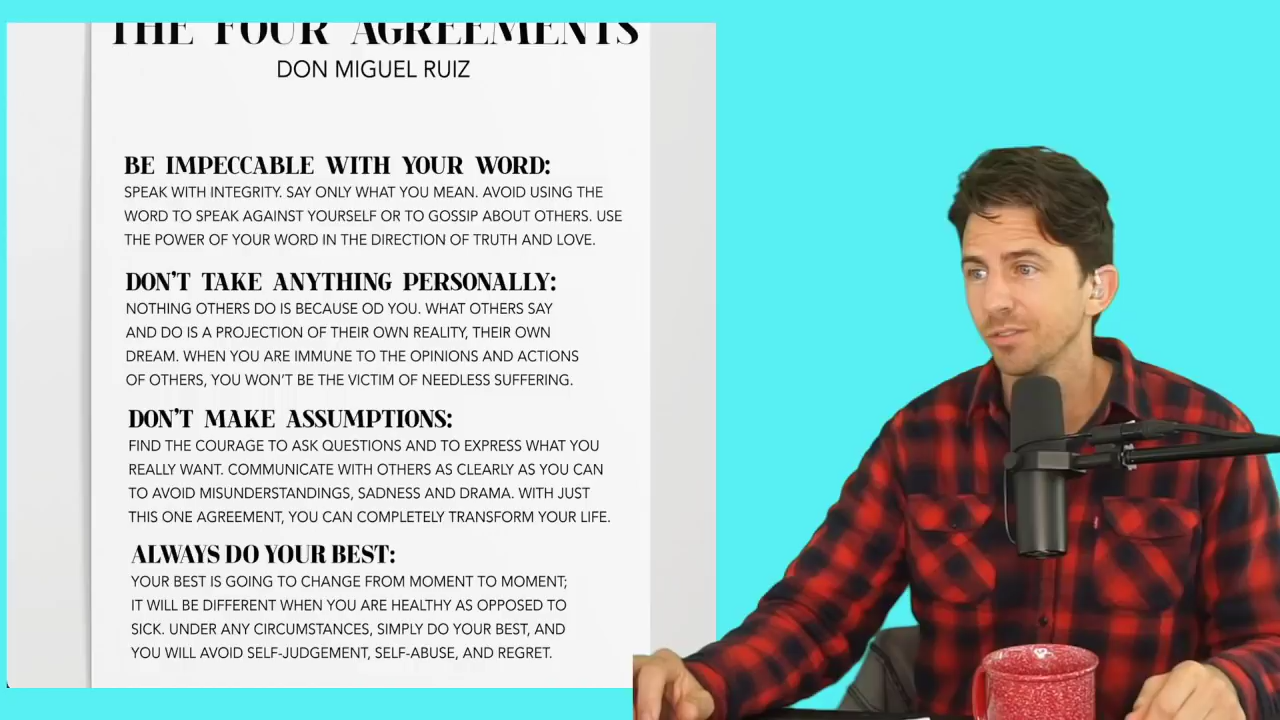 THE FOUR AGREEMENTS
DON MIGUEL RUIZ
BE IMPECCABLE WITH YOUR WORD:
SPEAK WITH INTEGRITY. SAY ONLY WHAT YOU MEAN. AVOID USING THE
WORD TO SPEAK AGAINST YOURSELF OR TO GOSSIP ABOUT OTHERS. USE
THE POWER OF YOUR WORD IN THE DIRECTION OF TRUTH AND LOVE.
DON'T TAKE ANYTHING PERSONALLY:
NOTHING OTHERS DO IS BECAUSE OD YOU. WHAT OTHERS SAY
AND DO IS A PROJECTION OF THEIR OWN REALITY, THEIR OWN
DREAM. WHEN YOU ARE IMMUNE TO THE OPINIONS AND ACTIONS
OF OTHERS, YOU WON'T BE THE VICTIM OF NEEDLESS SUFFERING.
DON'T MAKE ASSUMPTIONS:
FIND THE COURAGE TO ASK QUESTIONS AND TO EXPRESS WHAT YOU
REALLY WANT. COMMUNICATE WITH OTHERS AS CLEARLY AS YOU CAN
TO AVOID MISUNDERSTANDINGS, SADNESS AND DRAMA. WITH JUST
THIS ONE AGREEMENT, YOU CAN COMPLETELY TRANSFORM YOUR LIFE.
ALWAYS DO YOUR BEST:
YOUR BEST IS GOING TO CHANGE FROM MOMENT TO MOMENT;
IT WILL BE DIFFERENT WHEN YOU ARE HEALTHY AS OPPOSED TO
SICK. UNDER ANY CIRCUMSTANCES, SIMPLY DO YOUR BEST, AND
YOU WILL AVOID SELF-JUDGEMENT, SELF-ABUSE, AND REGRET.